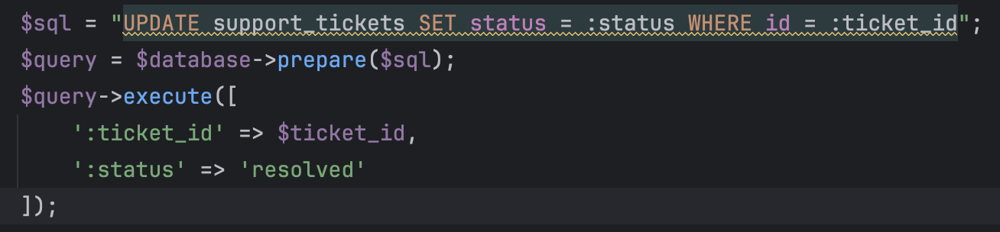 $sql = "UPDATE support_tickets SET status = :status WHERE id = :ticket_id";
$query = $database->prepare($sql);
$query->execute([
    ':ticket_id' => $ticket_id,
    ':status' => 'resolved'
]);